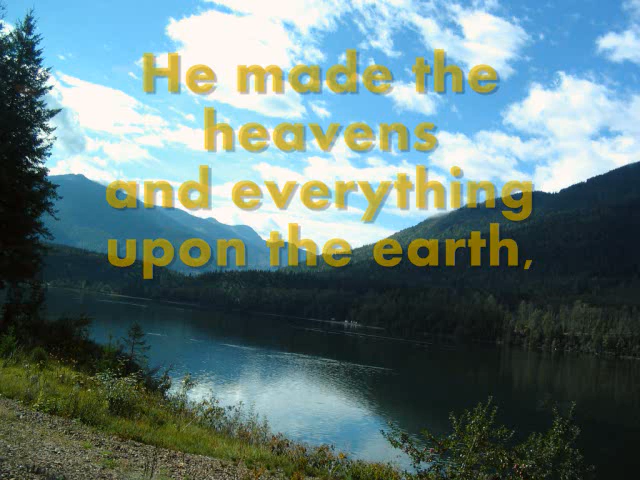 He made the
heavens
and everything
upon the earth,